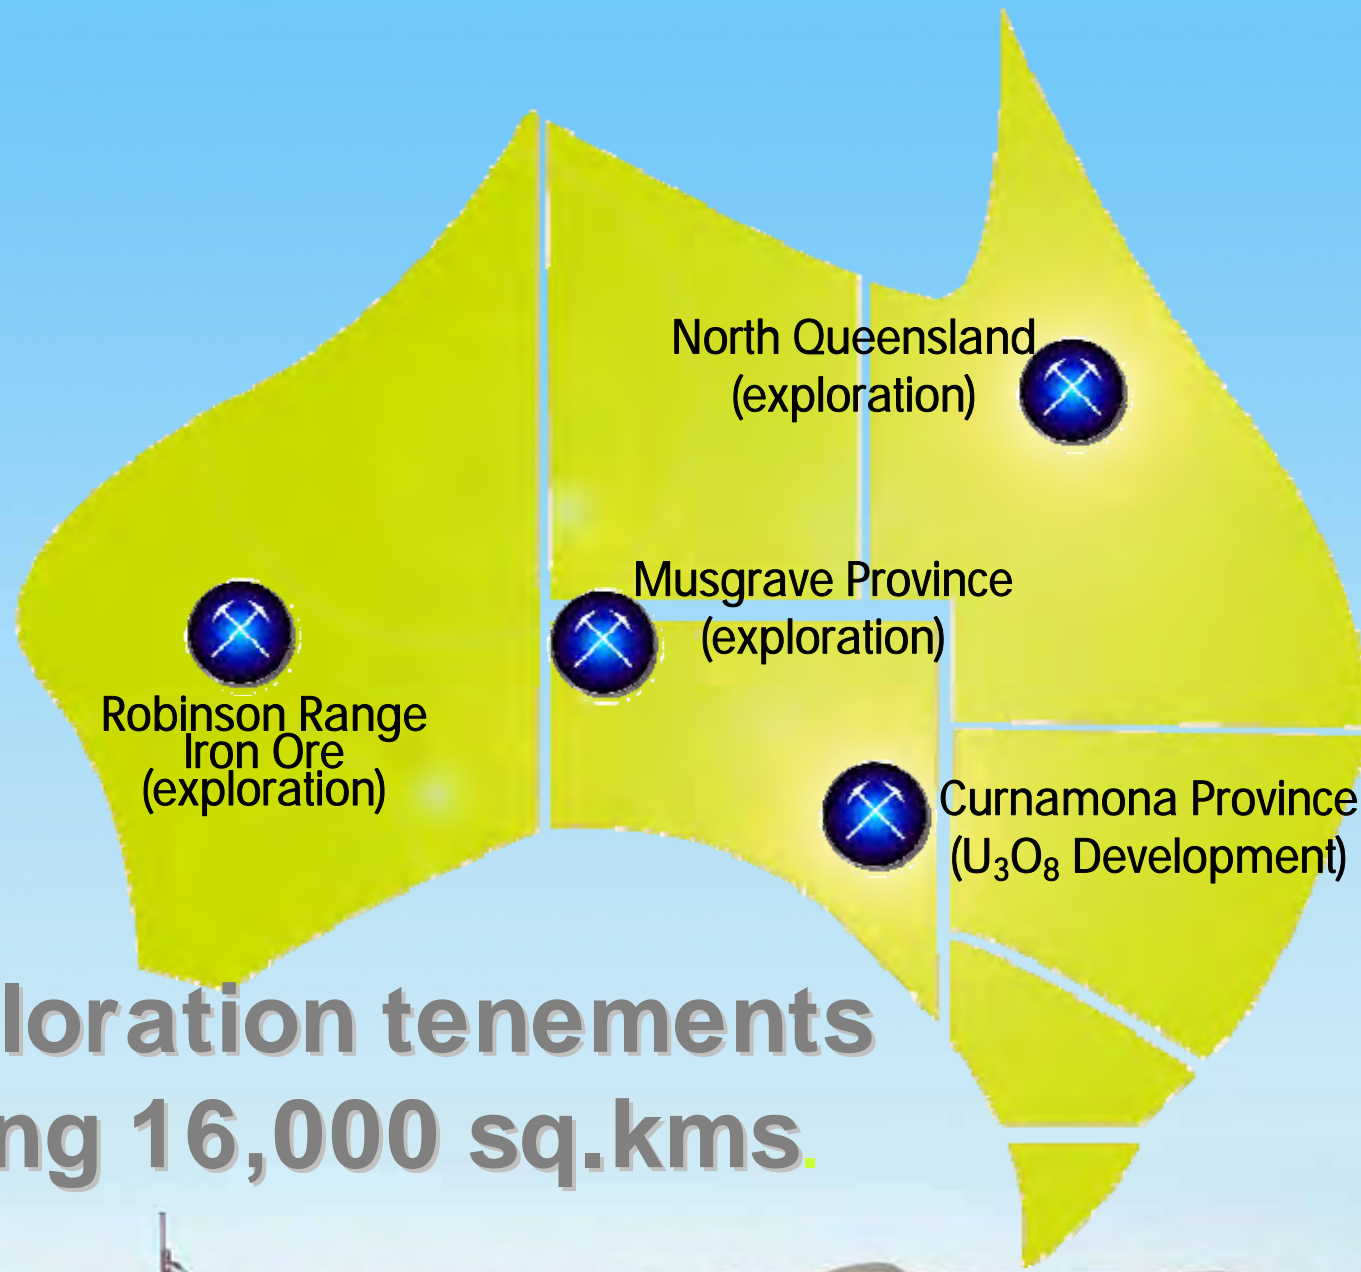 North Queensland
(exploration)
Musgrave Province
(exploration)
Robinson Range
Iron Ore
(exploration)
Curnamona Province
(U₃O₈ Development)
loration tenements
ng 16,000 sq.kms.